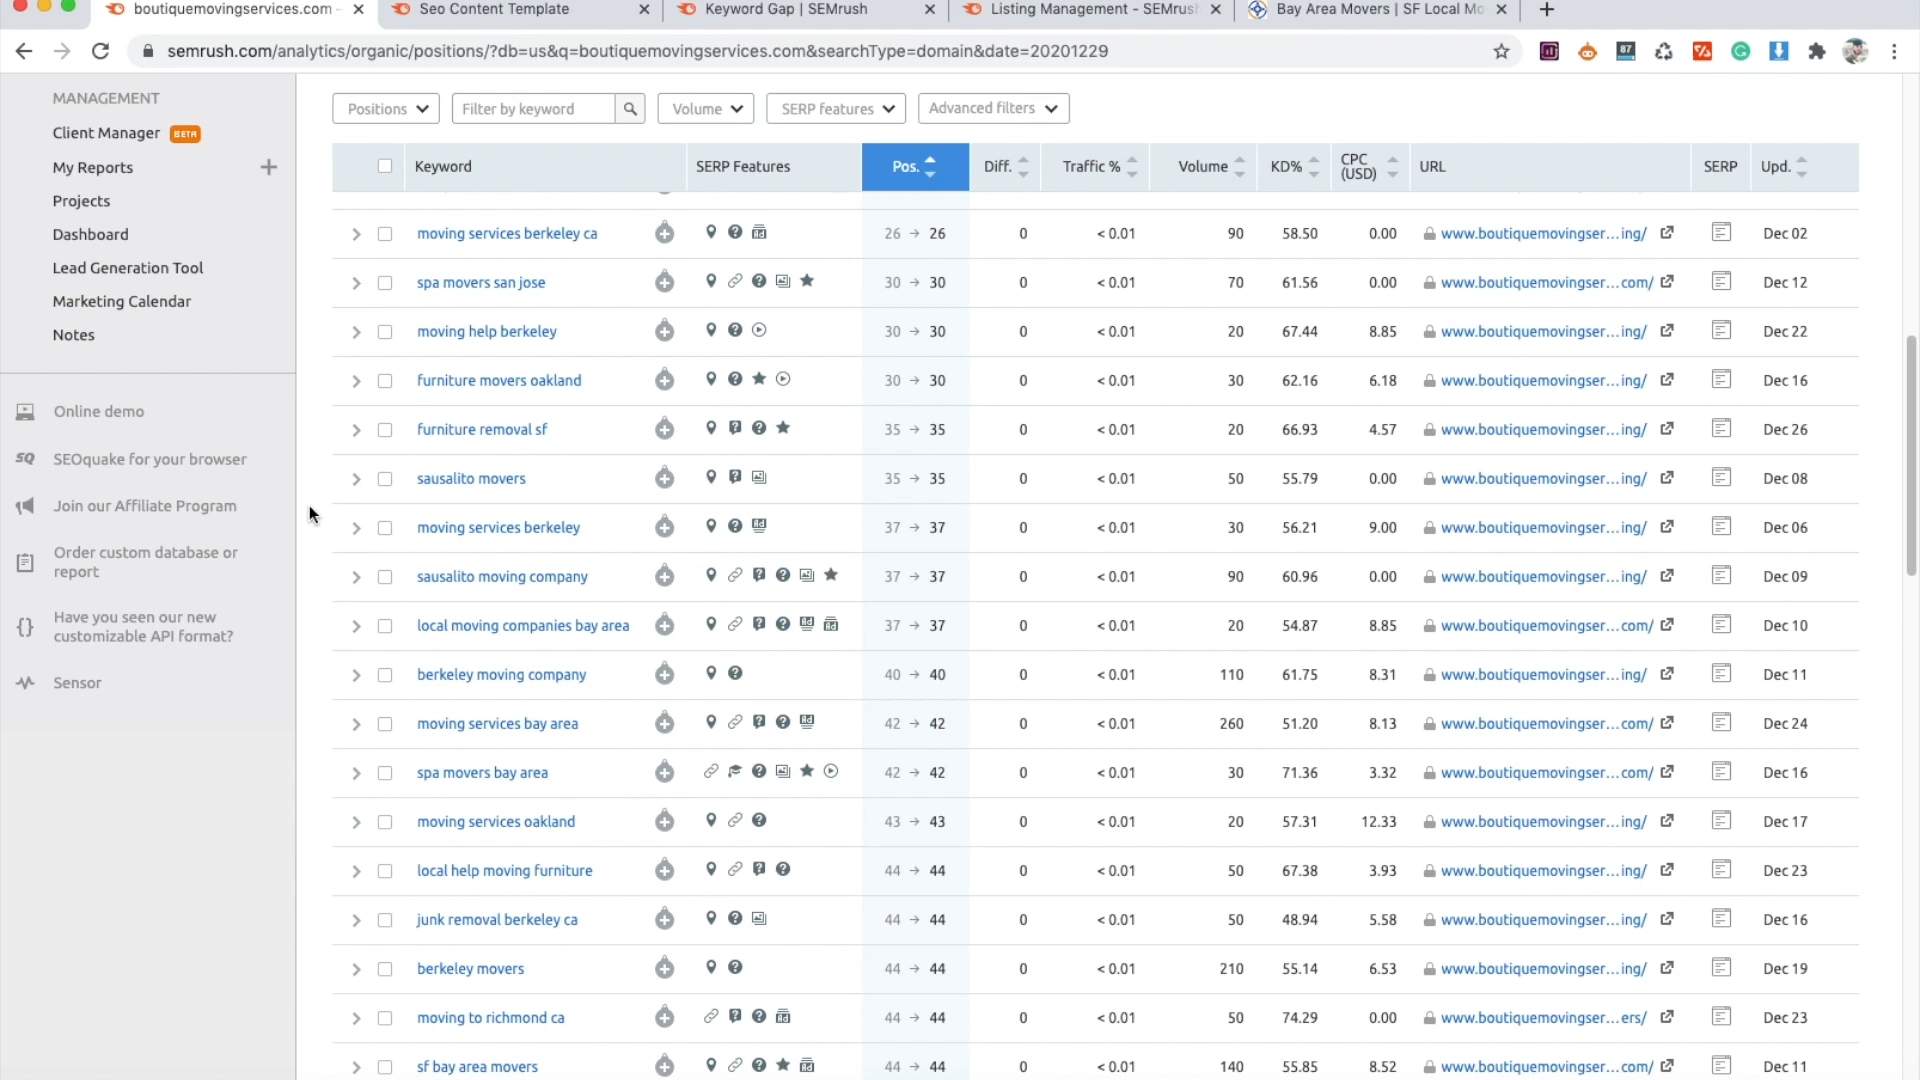 boutiquemovingservices.com –
Seo Content Template
Keyword Gap | SEMrush
Listing Management - SEMrush
Bay Area Movers | SF Local Mo
semrush.com/analytics/organic/positions/?db=us&q=boutiquemovingservices.com&searchType=domain&date=20201229
87
MANAGEMENT
Client Manager BETA
My Reports
Projects
Dashboard
Lead Generation Tool
Marketing Calendar
Notes
Online demo
SEOquake for your browser
Join our Affiliate Program
Order custom database or
report
Have you seen our new
customizable API format?
Sensor
Positions Filter by keyword Volume SERP features Advanced filters
Keyword SERP Features Pos. Diff. Traffic % Volume KD% CPC (USD) URL SERP Upd.
moving services berkeley ca 26 → 26 0 < 0.01 90 58.50 0.00 www.boutiquemovingser...ing/ Dec 02
spa movers san jose 30 → 30 0 < 0.01 70 61.56 0.00 www.boutiquemovingser...com/ Dec 12
moving help berkeley 30 → 30 0 < 0.01 20 67.44 8.85 www.boutiquemovingser...ing/ Dec 22
furniture movers oakland 30 → 30 0 < 0.01 30 62.16 6.18 www.boutiquemovingser...ing/ Dec 16
furniture removal sf 35 → 35 0 < 0.01 20 66.93 4.57 www.boutiquemovingser...ing/ Dec 26
sausalito movers 35 → 35 0 < 0.01 50 55.79 0.00 www.boutiquemovingser...ing/ Dec 08
moving services berkeley 37 → 37 0 < 0.01 30 56.21 9.00 www.boutiquemovingser...ing/ Dec 06
sausalito moving company 37 → 37 0 < 0.01 90 60.96 0.00 www.boutiquemovingser...ing/ Dec 09
local moving companies bay area 37 → 37 0 < 0.01 20 54.87 8.85 www.boutiquemovingser...com/ Dec 10
berkeley moving company 40 → 40 0 < 0.01 110 61.75 8.31 www.boutiquemovingser...ing/ Dec 11
moving services bay area 42 → 42 0 < 0.01 260 51.20 8.13 www.boutiquemovingser...com/ Dec 24
spa movers bay area 42 → 42 0 < 0.01 30 71.36 3.32 www.boutiquemovingser...com/ Dec 16
moving services oakland 43 → 43 0 < 0.01 20 57.31 12.33 www.boutiquemovingser...ing/ Dec 17
local help moving furniture 44 → 44 0 < 0.01 50 67.38 3.93 www.boutiquemovingser...ing/ Dec 23
junk removal berkeley ca 44 → 44 0 < 0.01 50 48.94 5.58 www.boutiquemovingser...ing/ Dec 16
berkeley movers 44 → 44 0 < 0.01 210 55.14 6.53 www.boutiquemovingser...ing/ Dec 19
moving to richmond ca 44 → 44 0 < 0.01 50 74.29 0.00 www.boutiquemovingser...ers/ Dec 23
sf bay area movers 44 → 44 0 < 0.01 140 55.85 8.52 www.boutiquemovingser...com/ Dec 11